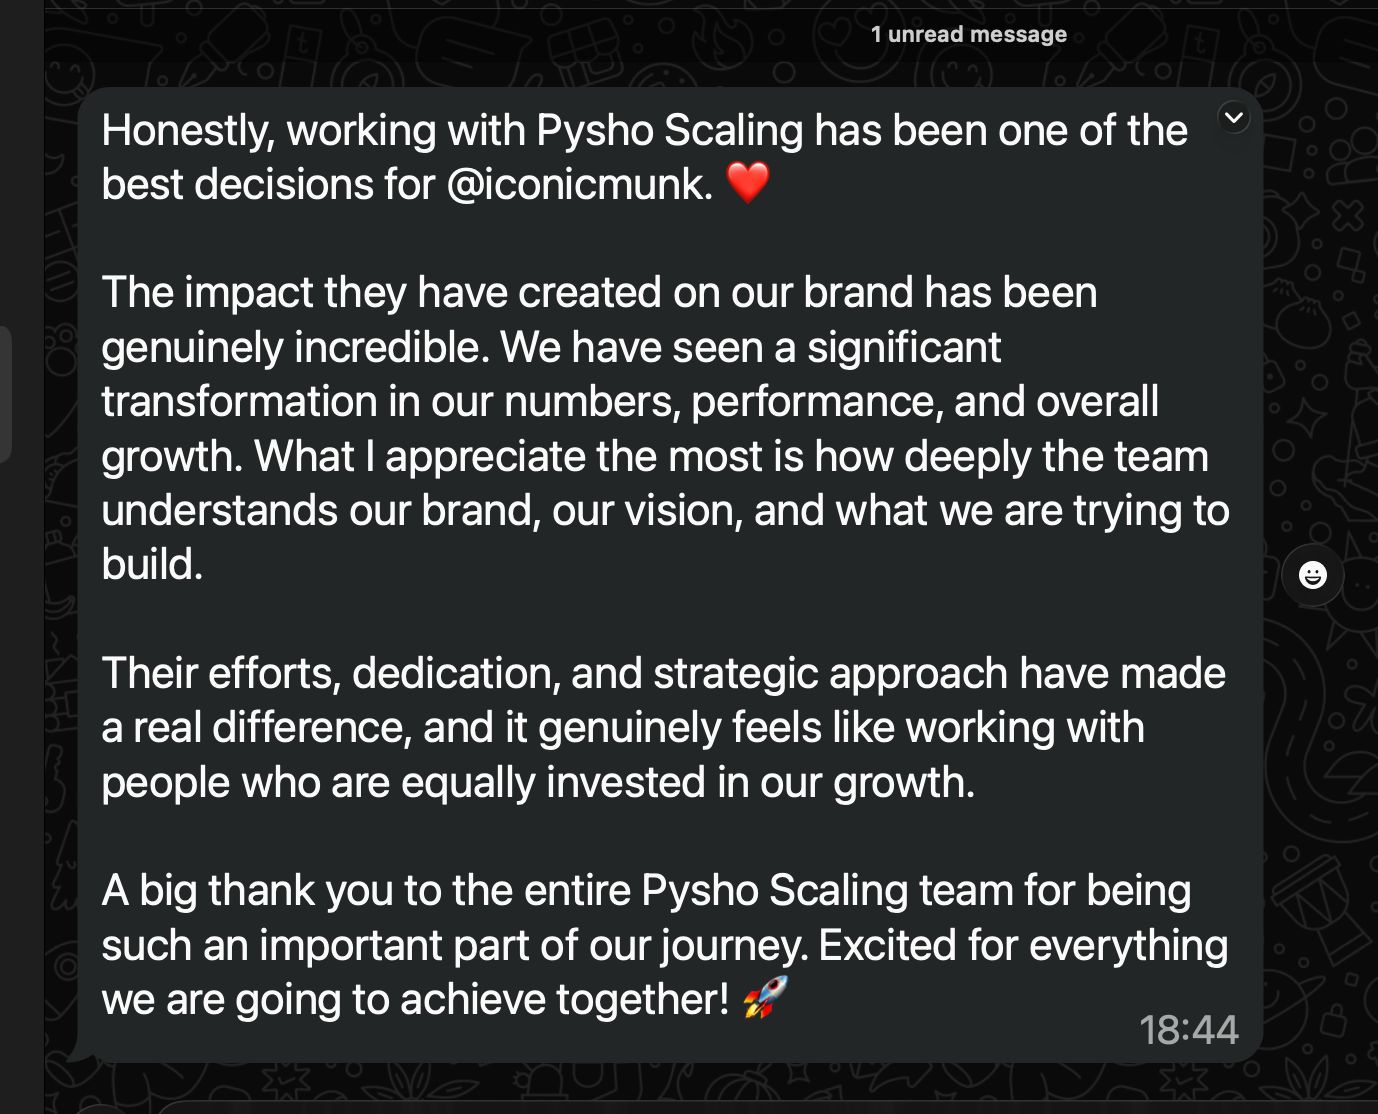 1 unread message
Honestly, working with Pysho Scaling has been one of the
best decisions for @iconicmunk. ❤️
The impact they have created on our brand has been
genuinely incredible. We have seen a significant
transformation in our numbers, performance, and overall
growth. What I appreciate the most is how deeply the team
understands our brand, our vision, and what we are trying to
build.
Their efforts, dedication, and strategic approach have made
a real difference, and it genuinely feels like working with
people who are equally invested in our growth.
A big thank you to the entire Pysho Scaling team for being
such an important part of our journey. Excited for everything
we are going to achieve together! 🚀
18:44